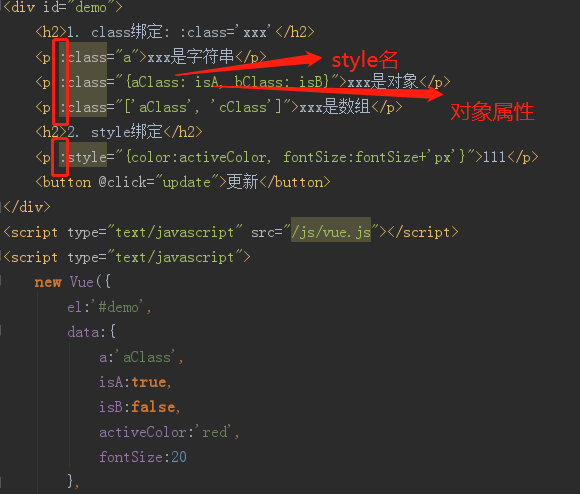 <div id="demo">
<h2>1. class绑定: :class='xxx'</h2>
<p :class="a">xxx是字符串</p>
style名
<p :class="{aClass: isA, bClass: isB}">xxx是对象</p>
<p :class="['aClass', 'cClass']">xxx是数组</p>
对象属性
<h2>2. style绑定</h2>
<p :style="{color:activeColor, fontSize:fontSize+'px'}">111</p>
<button @click="update">更新</button>
</div>
<script type="text/javascript" src="/js/vue.js"></script>
<script type="text/javascript">
new Vue({
el:'#demo',
data:{
a:'aClass',
isA:true,
isB:false,
activeColor:'red',
fontSize:20
},